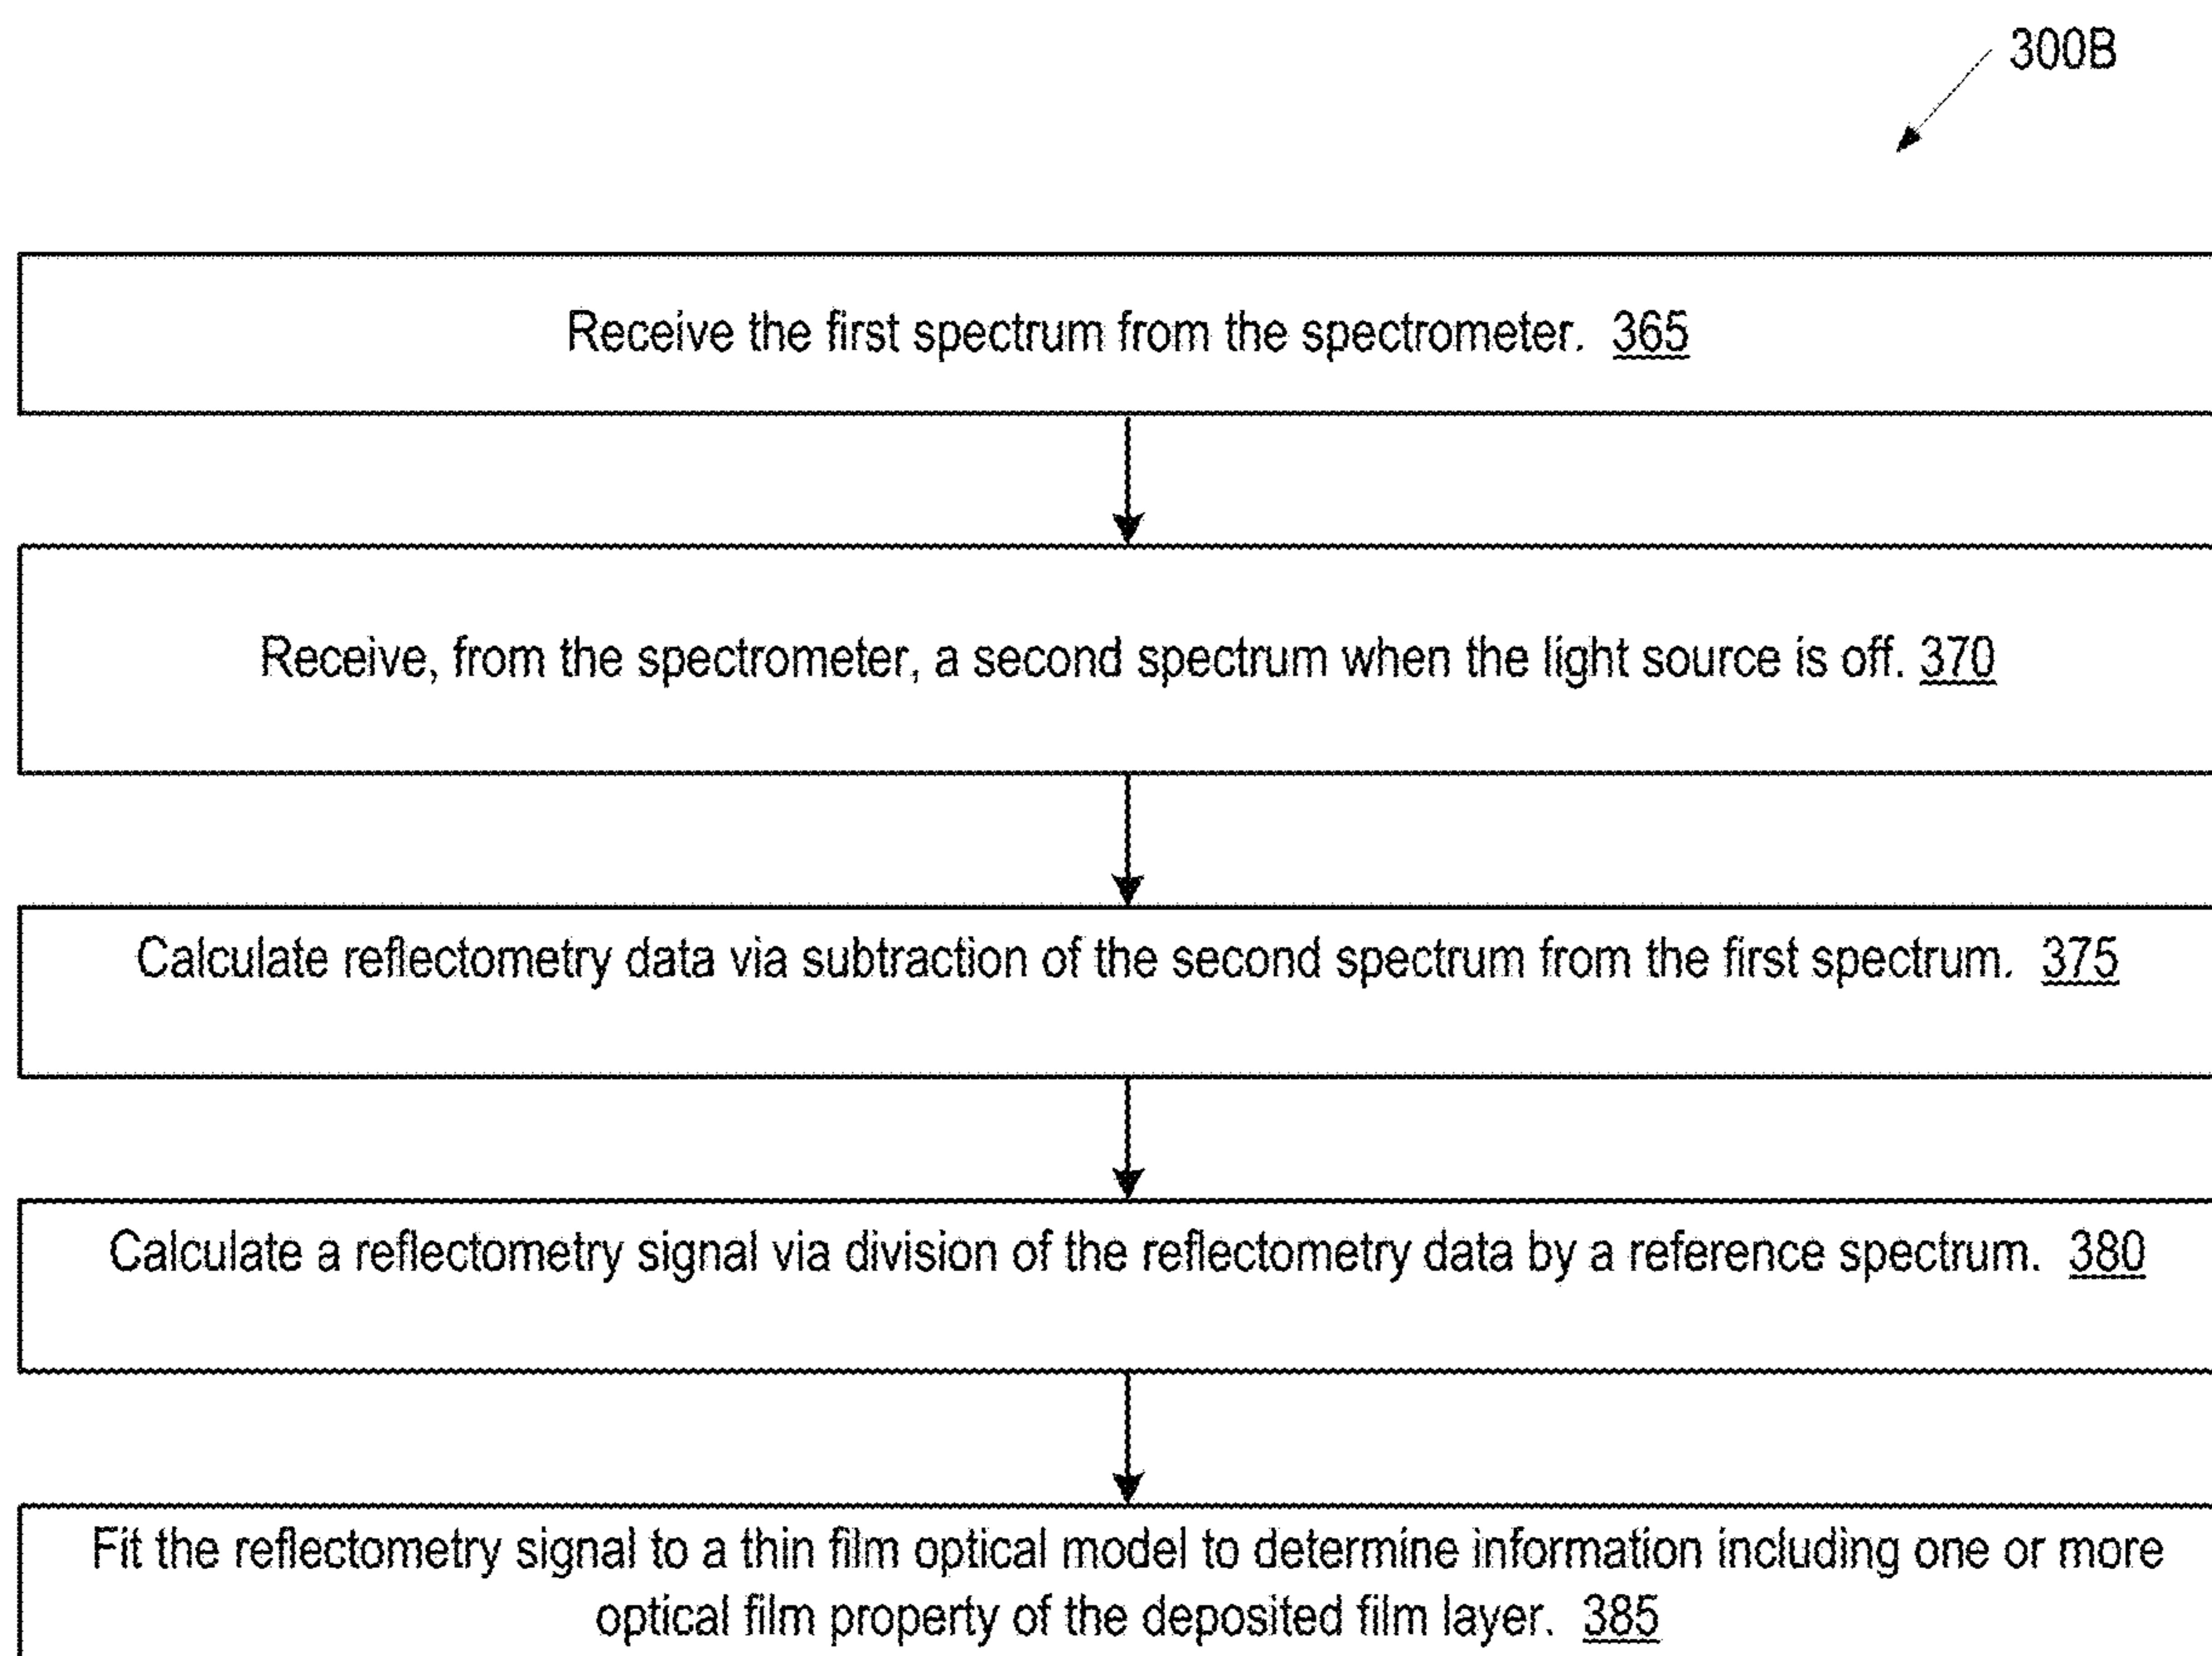 300B
Receive the first spectrum from the spectrometer. 365
Receive, from the spectrometer, a second spectrum when the light source is off. 370
Calculate reflectometry data via subtraction of the second spectrum from the first spectrum. 375
Calculate a reflectometry signal via division of the reflectometry data by a reference spectrum. 380
Fit the reflectometry signal to a thin film optical model to determine information including one or more
optical film property of the deposited film layer. 385